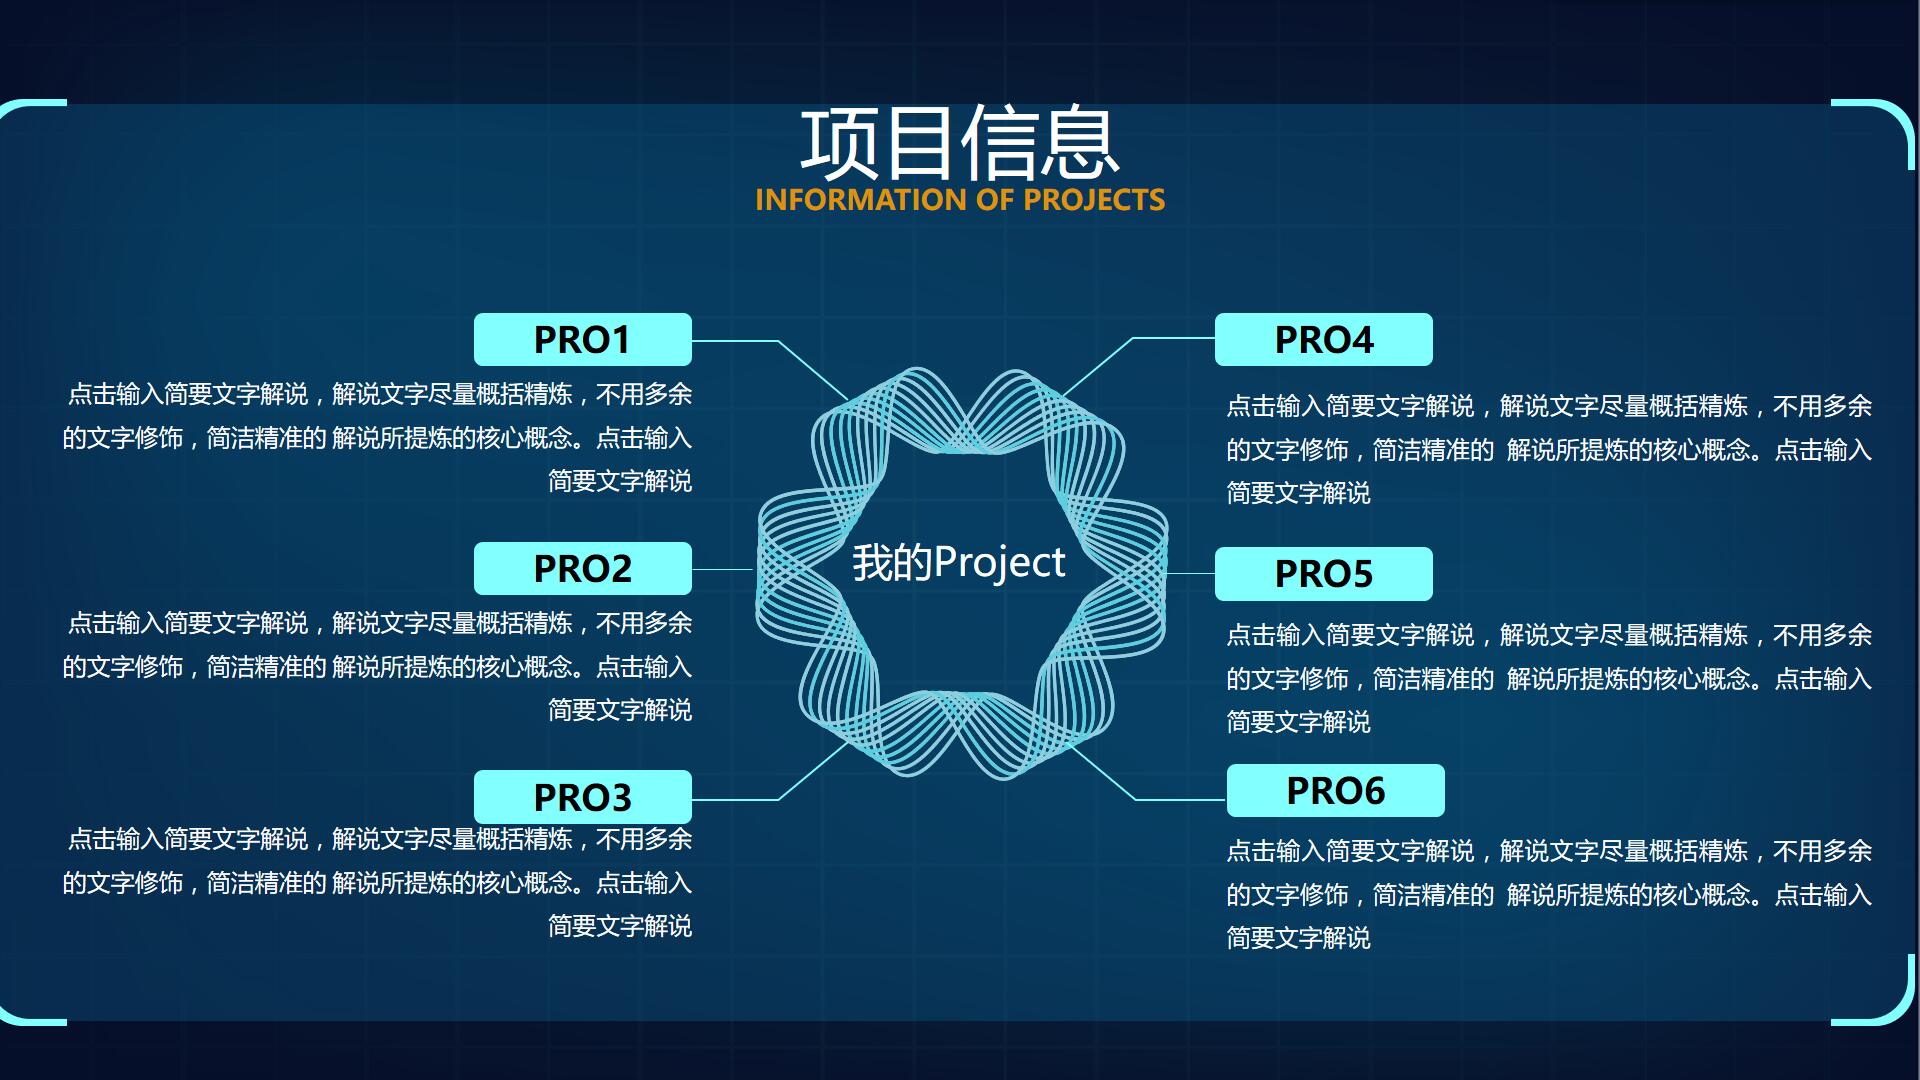 项目信息
INFORMATION OF PROJECTS
PRO1
点击输入简要文字解说，解说文字尽量概括精炼，不用多余
的文字修饰，简洁精准的 解说所提炼的核心概念。点击输入
简要文字解说
PRO2
点击输入简要文字解说，解说文字尽量概括精炼，不用多余
的文字修饰，简洁精准的 解说所提炼的核心概念。点击输入
简要文字解说
PRO3
点击输入简要文字解说，解说文字尽量概括精炼，不用多余
的文字修饰，简洁精准的 解说所提炼的核心概念。点击输入
简要文字解说
我的Project
PRO4
点击输入简要文字解说，解说文字尽量概括精炼，不用多余
的文字修饰，简洁精准的 解说所提炼的核心概念。点击输入
简要文字解说
PRO5
点击输入简要文字解说，解说文字尽量概括精炼，不用多余
的文字修饰，简洁精准的 解说所提炼的核心概念。点击输入
简要文字解说
PRO6
点击输入简要文字解说，解说文字尽量概括精炼，不用多余
的文字修饰，简洁精准的 解说所提炼的核心概念。点击输入
简要文字解说